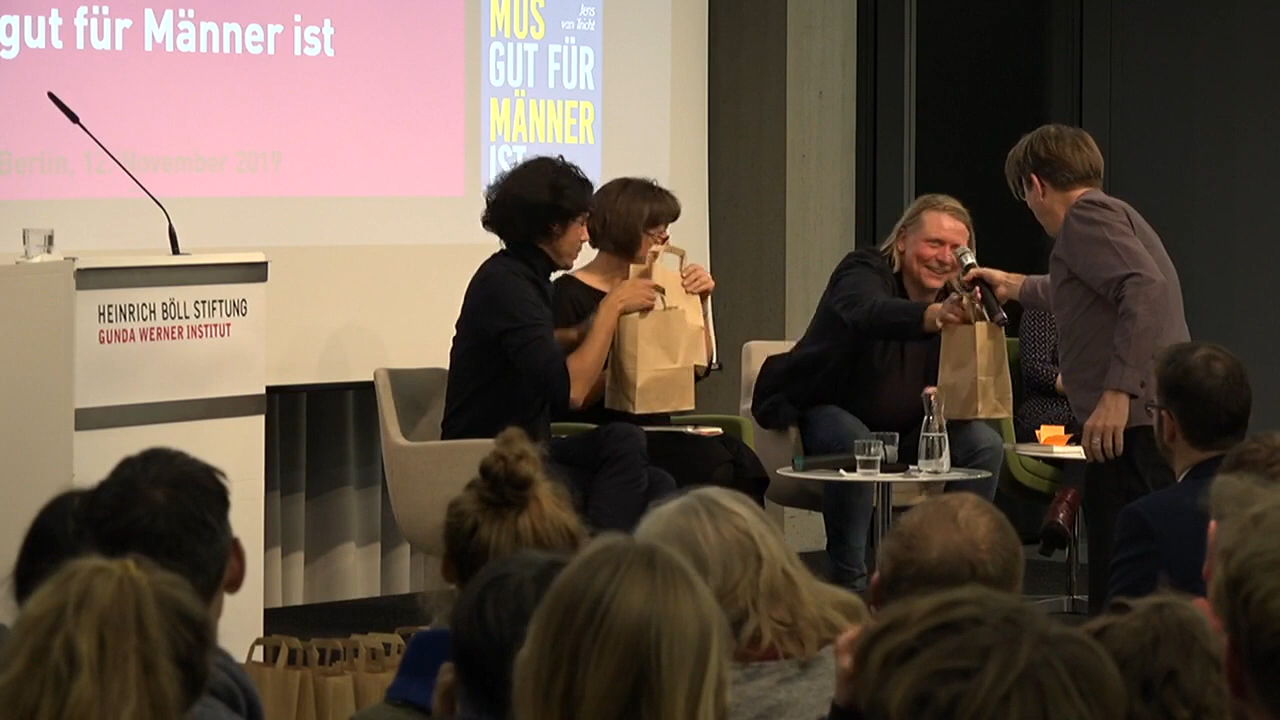 gut für Männer ist
Berlin, 12. November 2019
Jens
van Tricht
MUS
GUT FÜR
MÄNNER
IST
HEINRICH BÖLL STIFTUNG
GUNDA WERNER INSTITUT